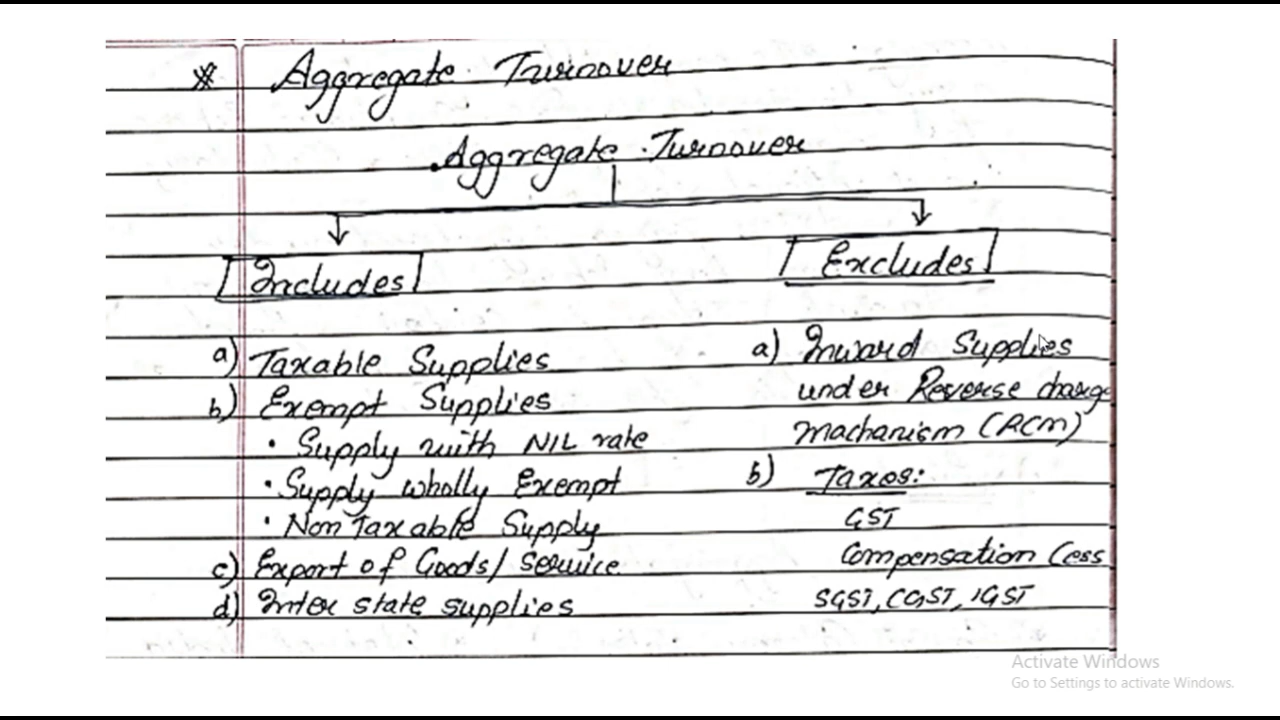 * Aggregate Turnover
Aggregate Turnover
Includes
Excludes
a) Taxable Supplies
b) Exempt Supplies
• Supply with NIL rate
• Supply wholly Exempt
• Non Taxable Supply
c) Export of Goods/ Service
d) Inter state supplies
a) Inward Supplies
under Reverse charge
Machanism (RCM)
b) Taxes:
GST
Compensation Cess
SGST, CGST, IGST
Activate Windows
Go to Settings to activate Windows.